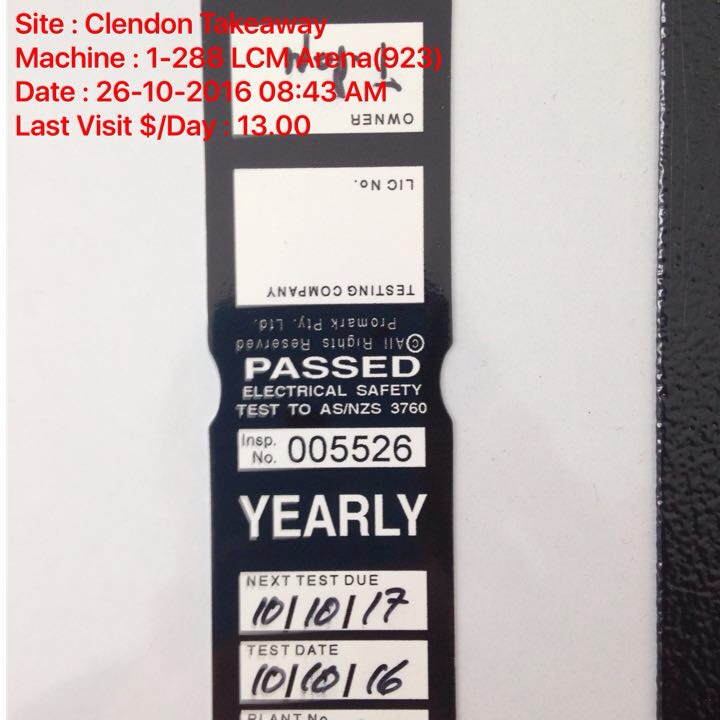 Site : Clendon Takeaway
Machine : 1-288 LCM Arena(923)
Date : 26-10-2016 08:43 AM
Last Visit $/Day : 13.00
OWNER
LIC No.
TESTING COMPANY
Promark Pty. Ltd.
©All Rights Reserved
PASSED
ELECTRICAL SAFETY
TEST TO AS/NZS 3760
Insp. No. 005526
YEARLY
NEXT TEST DUE
10/10/17
TEST DATE
10/10/16
PLANT No